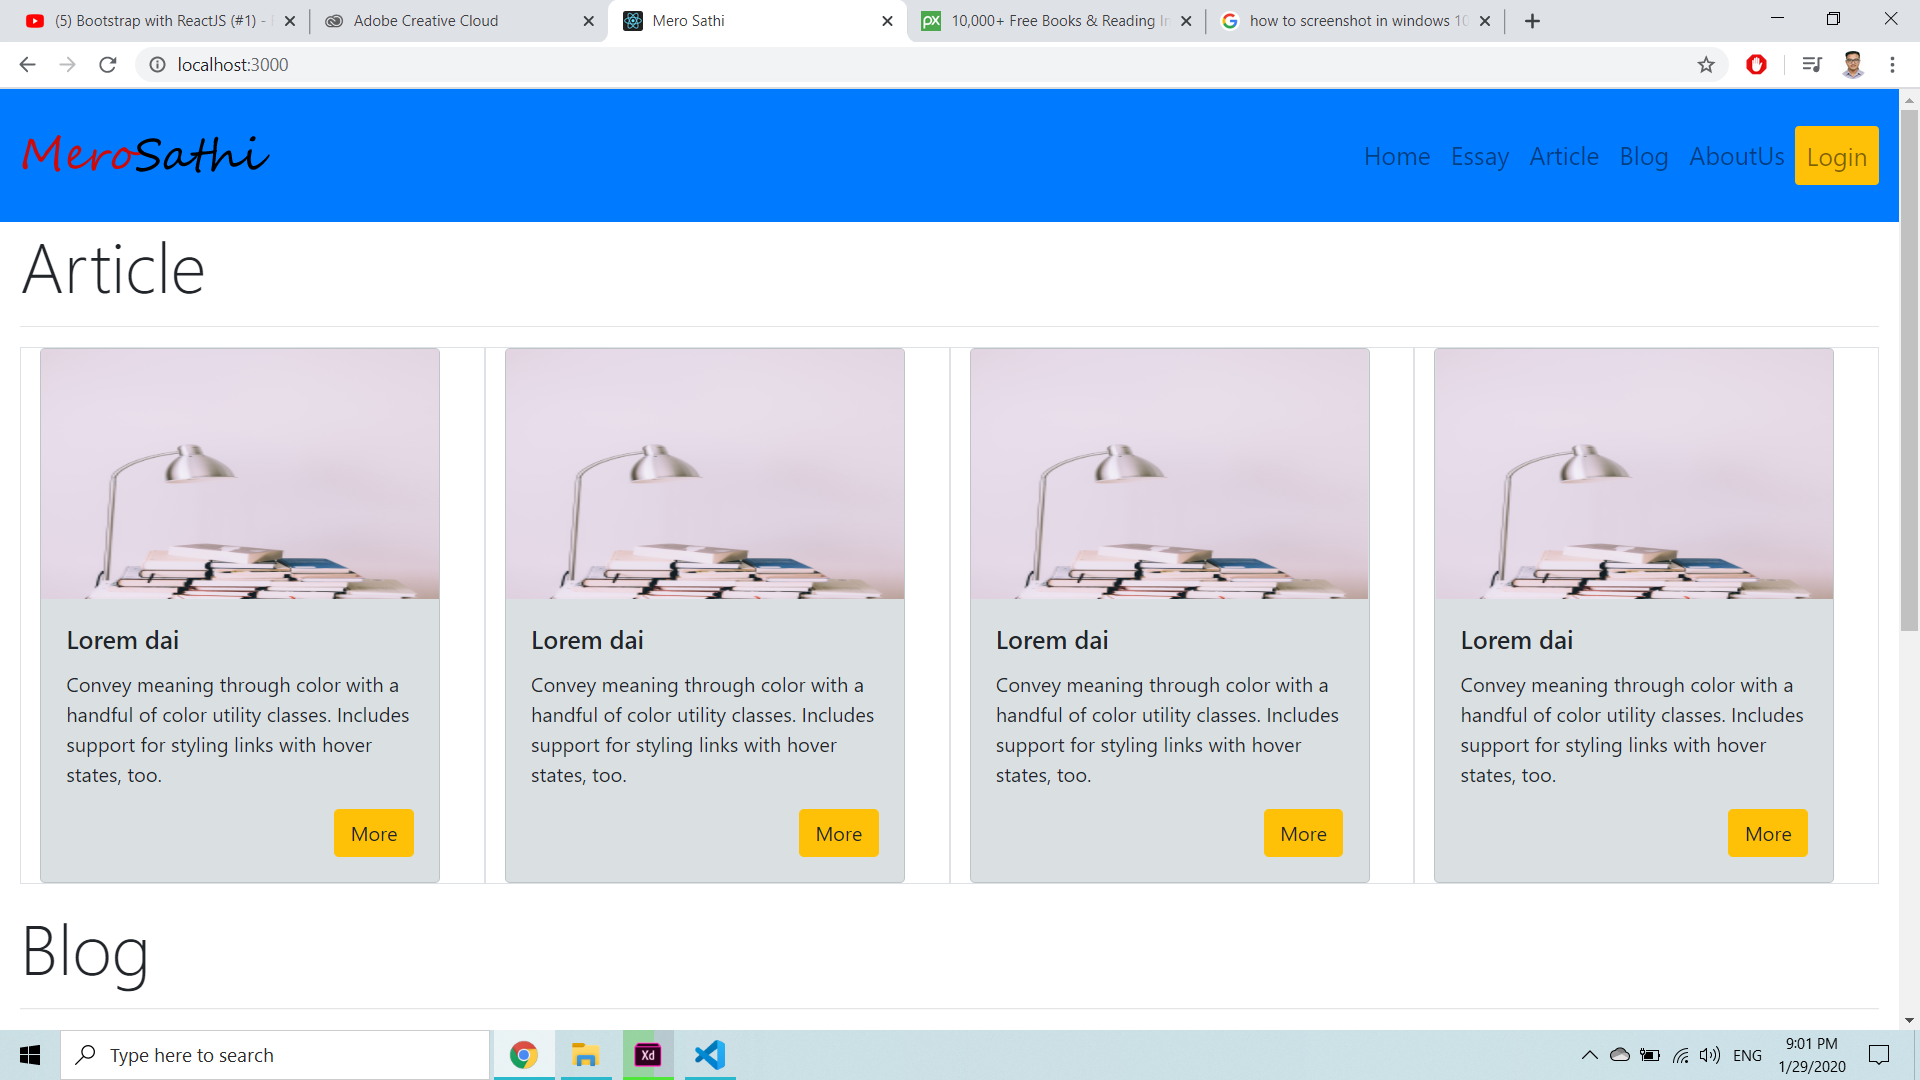 (5) Bootstrap with ReactJS (#1) -
Adobe Creative Cloud
Mero Sathi
px
10,000+ Free Books & Reading
how to screenshot in windows 10
localhost:3000
MeroSathi
Home Essay Article Blog AboutUs Login
Article
Lorem dai
Convey meaning through color with a
handful of color utility classes. Includes
support for styling links with hover
states, too.
More
Lorem dai
Convey meaning through color with a
handful of color utility classes. Includes
support for styling links with hover
states, too.
More
Lorem dai
Convey meaning through color with a
handful of color utility classes. Includes
support for styling links with hover
states, too.
More
Lorem dai
Convey meaning through color with a
handful of color utility classes. Includes
support for styling links with hover
states, too.
More
Blog
Type here to search
Xd
ENG
9:01 PM
1/29/2020